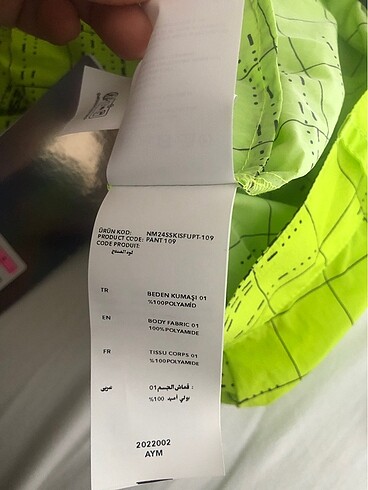 ÜRÜN KOD: NM24SSKISFUPT-109
PRODUCT CODE: PANT 109
CODE PRODUIT:
كود المنتج
TR BEDEN KUMAŞI 01
%100POLYAMİD
EN BODY FABRIC 01
100%POLYAMIDE
FR TISSU CORPS 01
%100POLYAMIDE
عربي قماش الجسم 01 :
بولي أميد %100
2022002
AYM